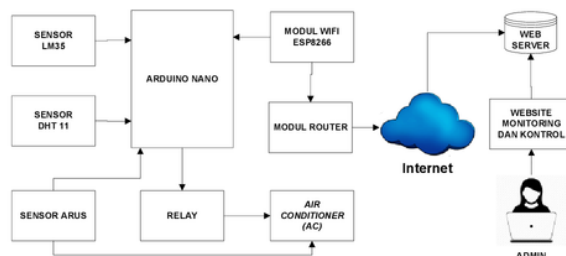 SENSOR
LM35
ARDUINO NANO
MODUL WIFI
ESP8266
WEB
SERVER
SENSOR
DHT 11
MODUL ROUTER
Internet
WEBSITE
MONITORING
DAN KONTROL
SENSOR ARUS
RELAY
AIR
CONDITIONER
(AC)
ADMIN